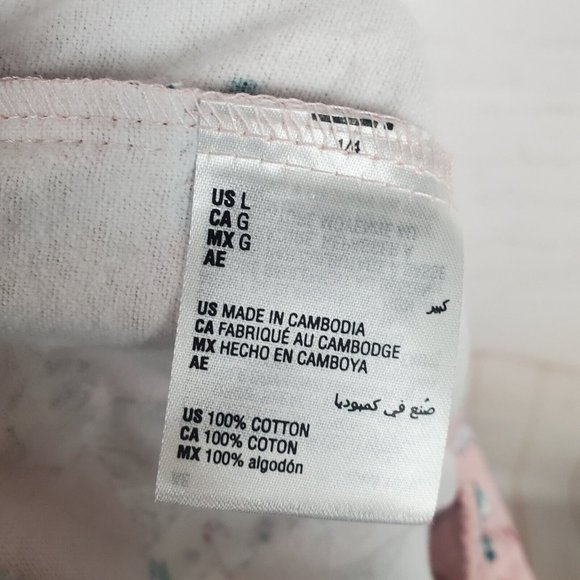 1/4
US L
CA G
MX G
AE
كبير
US MADE IN CAMBODIA
CA FABRIQUÉ AU CAMBODGE
MX HECHO EN CAMBOYA
AE
صُنع في كمبوديا
US 100% COTTON
CA 100% COTON
MX 100% algodón